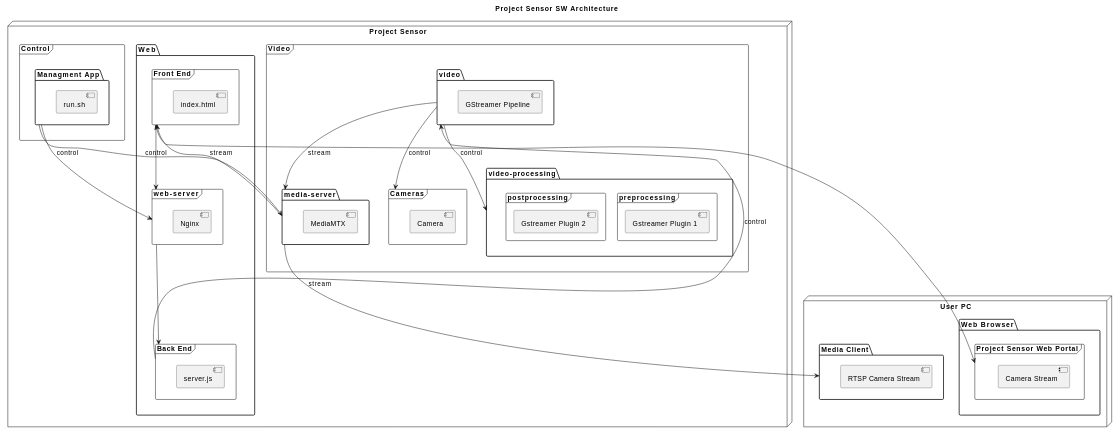 Project Sensor SW Architecture
Project Sensor
Control
Managment App
run.sh
Web
Front End
index.html
Video
video
GStreamer Pipeline
control
control
stream
stream
control
control
video-processing
postprocessing
Gstreamer Plugin 2
preprocessing
Gstreamer Plugin 1
web-server
Nginx
media-server
MediaMTX
Cameras
Camera
control
stream
Back End
server.js
User PC
Media Client
RTSP Camera Stream
Web Browser
Project Sensor Web Portal
Camera Stream